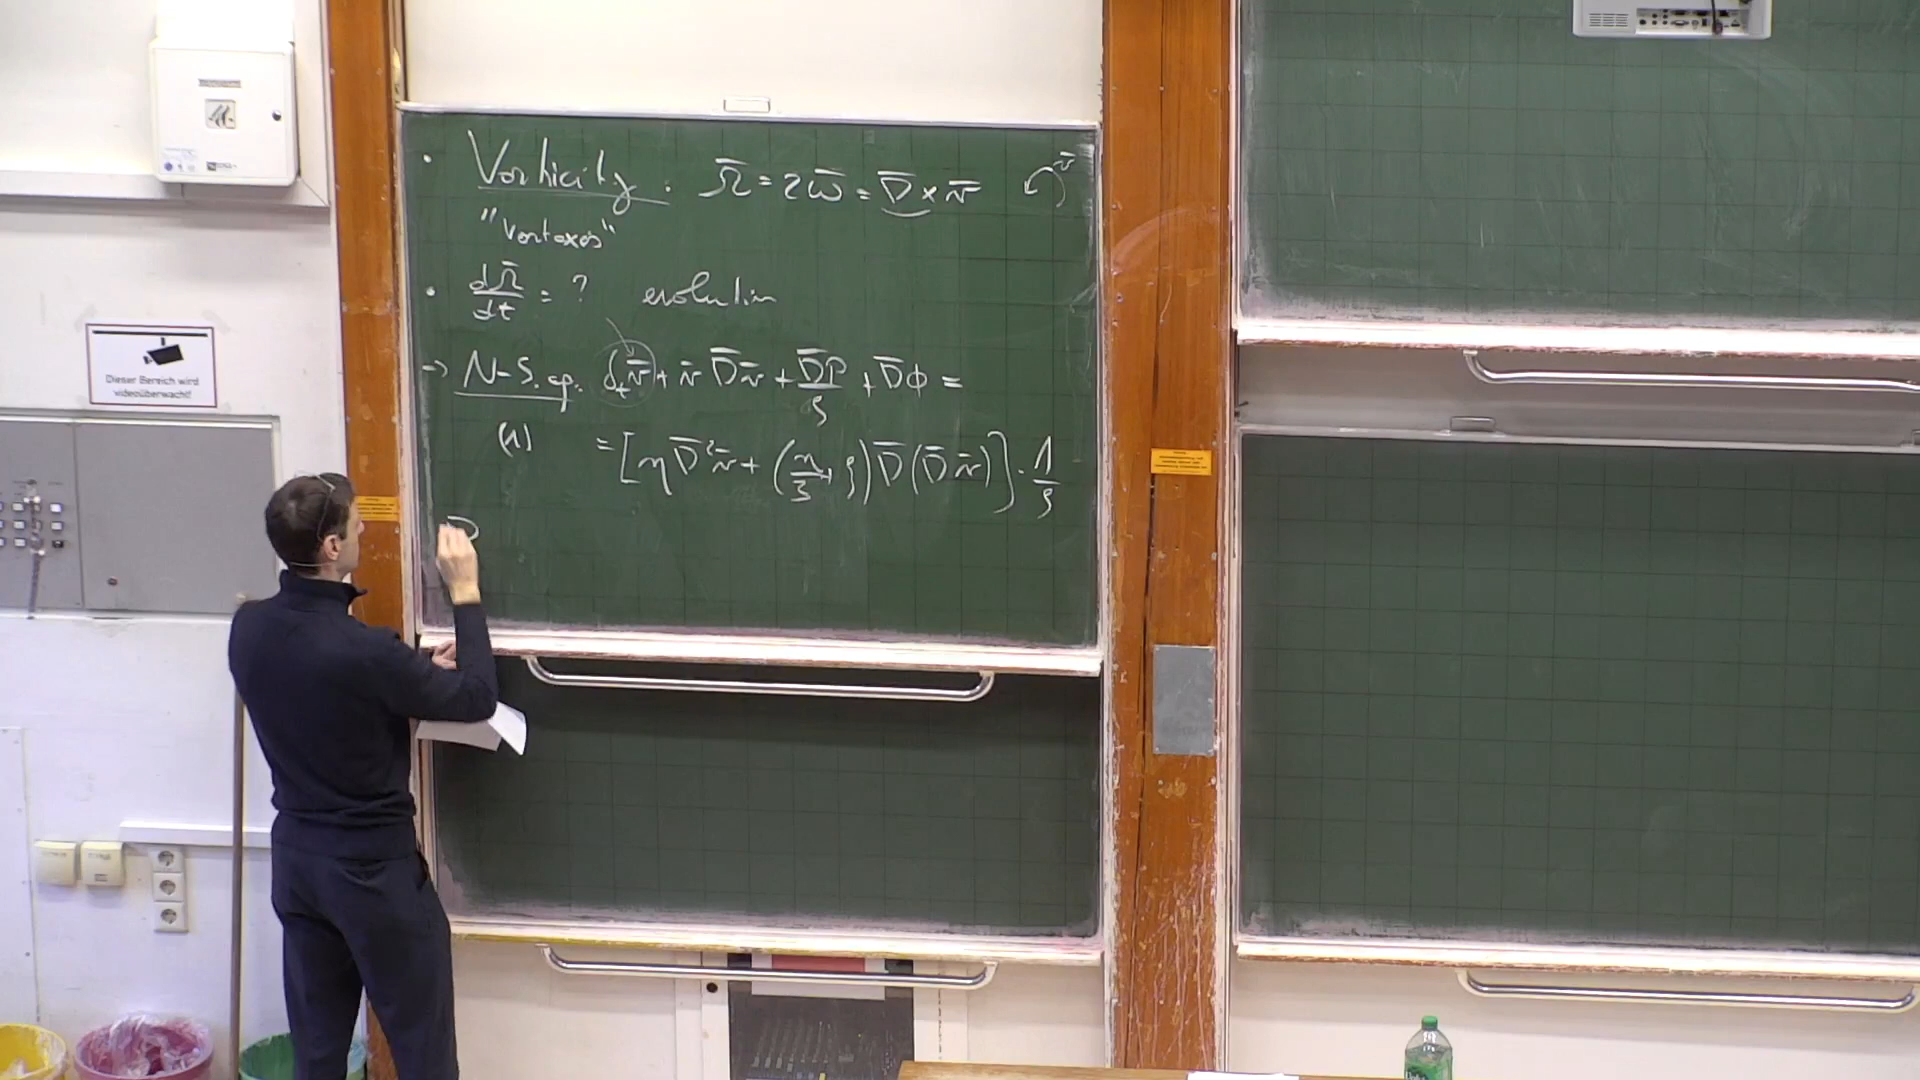 Dieser Bereich wird
videoüberwacht!
• Vorticity. Ω̄ = 2ω̄ = ∇̄ × v̄ v̄
"Vortexes"
• dΩ̄/dt = ? evolution
→ N-S. eq. ∂ₜv̄ + v̄ ∇̄v̄ + ∇̄P/ρ + ∇̄ϕ =
(1) = [η∇̄²v̄ + (η/3 + ζ)∇̄(∇̄v̄)] · 1/ρ